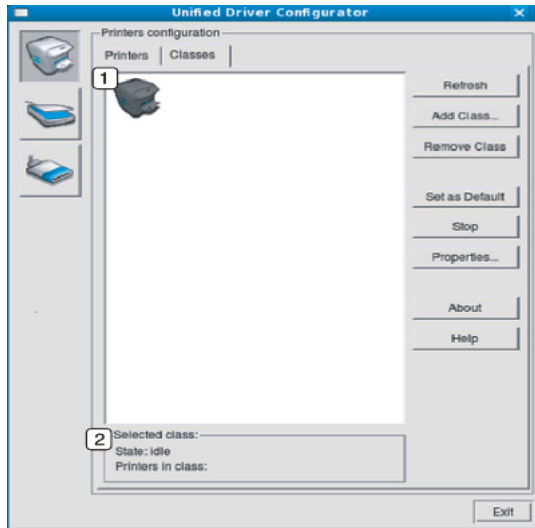 Unified Driver Configurator
Printers configuration
Printers
Classes
1
Refresh
Add Class...
Remove Class
Set as Default
Stop
Properties...
About
Help
2
Selected class:
State: idle
Printers in class:
Exit